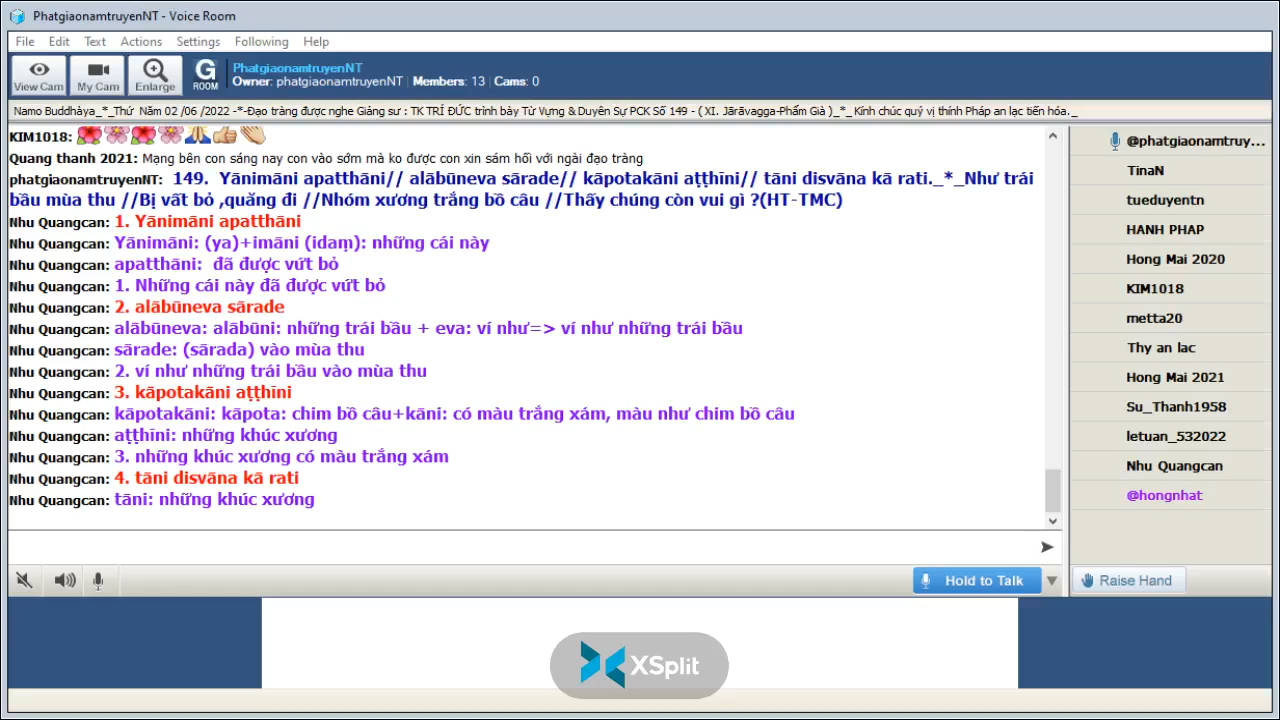 PhatgiaonamtruyenNT - Voice Room
File Edit Text Actions Settings Following Help
View Cam My Cam Enlarge G ROOM
PhatgiaonamtruyenNT
Owner: phatgiaonamtruyenNT | Members: 13 | Cams: 0
Namo Buddhàya_*_Thứ Năm 02 /06 /2022 -*-Đạo tràng được nghe Giảng sư : TK TRÍ ĐỨC trình bày Từ Vựng & Duyên Sự PCK Số 149 - ( XI. Jārāvagga-Phẩm Già )_*_ Kính chúc quý vị thính Pháp an lạc tiến hóa._
KIM1018:
Quang thanh 2021: Mạng bên con sáng nay con vào sớm mà ko được con xin sám hối với ngài đạo tràng
phatgiaonamtruyenNT: 149. Yānimāni apatthāni// alābūneva sārade// kāpotakāni aṭṭhīni// tāni disvāna kā rati._*_Như trái
bầu mùa thu //Bị vất bỏ ,quăng đi //Nhóm xương trắng bồ câu //Thấy chúng còn vui gì ?(HT-TMC)
Nhu Quangcan: 1. Yānimāni apatthāni
Nhu Quangcan: Yānimāni: (ya)+imāni (idaṃ): những cái này
Nhu Quangcan: apatthāni: đã được vứt bỏ
Nhu Quangcan: 1. Những cái này đã được vứt bỏ
Nhu Quangcan: 2. alābūneva sārade
Nhu Quangcan: alābūneva: alābūni: những trái bầu + eva: ví như=> ví như những trái bầu
Nhu Quangcan: sārade: (sārada) vào mùa thu
Nhu Quangcan: 2. ví như những trái bầu vào mùa thu
Nhu Quangcan: 3. kāpotakāni aṭṭhīni
Nhu Quangcan: kāpotakāni: kāpota: chim bồ câu+kāni: có màu trắng xám, màu như chim bồ câu
Nhu Quangcan: aṭṭhīni: những khúc xương
Nhu Quangcan: 3. những khúc xương có màu trắng xám
Nhu Quangcan: 4. tāni disvāna kā rati
Nhu Quangcan: tāni: những khúc xương
@phatgiaonamtruy...
TinaN
tueduyentn
HANH PHAP
Hong Mai 2020
KIM1018
metta20
Thy an lac
Hong Mai 2021
Su_Thanh1958
letuan_532022
Nhu Quangcan
@hongnhat
Hold to Talk
Raise Hand
XSplit